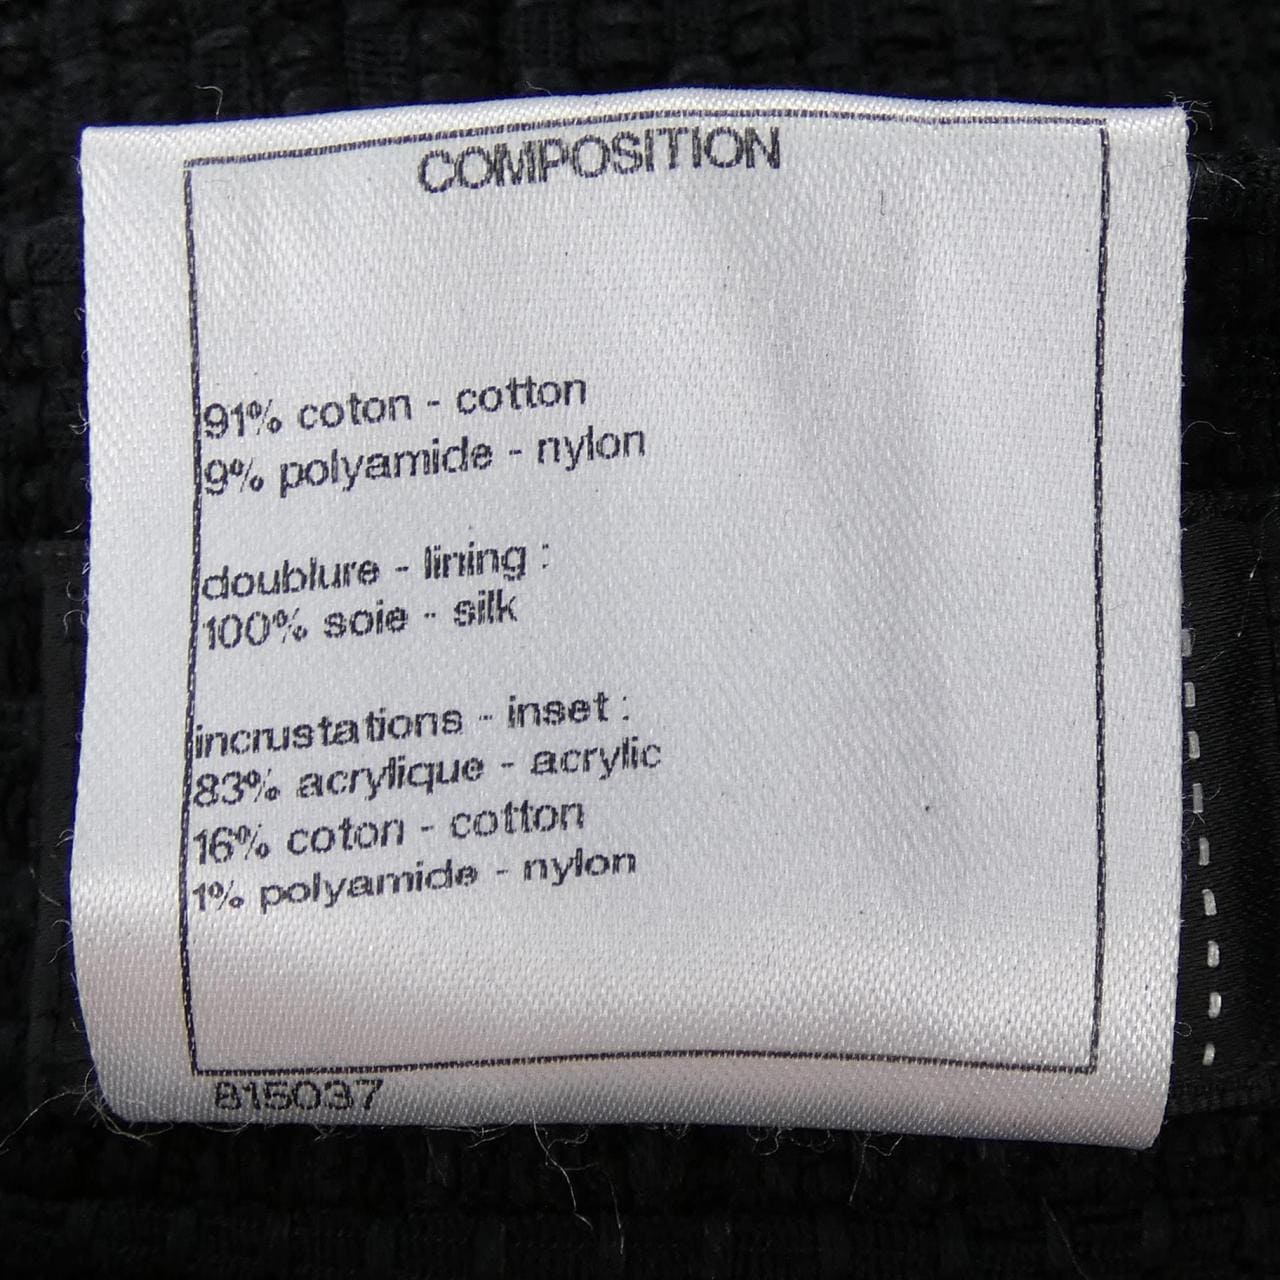 COMPOSITION
91% coton - cotton
9% polyamide - nylon
doublure - lining :
100% soie - silk
incrustations - inset :
83% acrylique - acrylic
16% coton - cotton
1% polyamide - nylon
815037